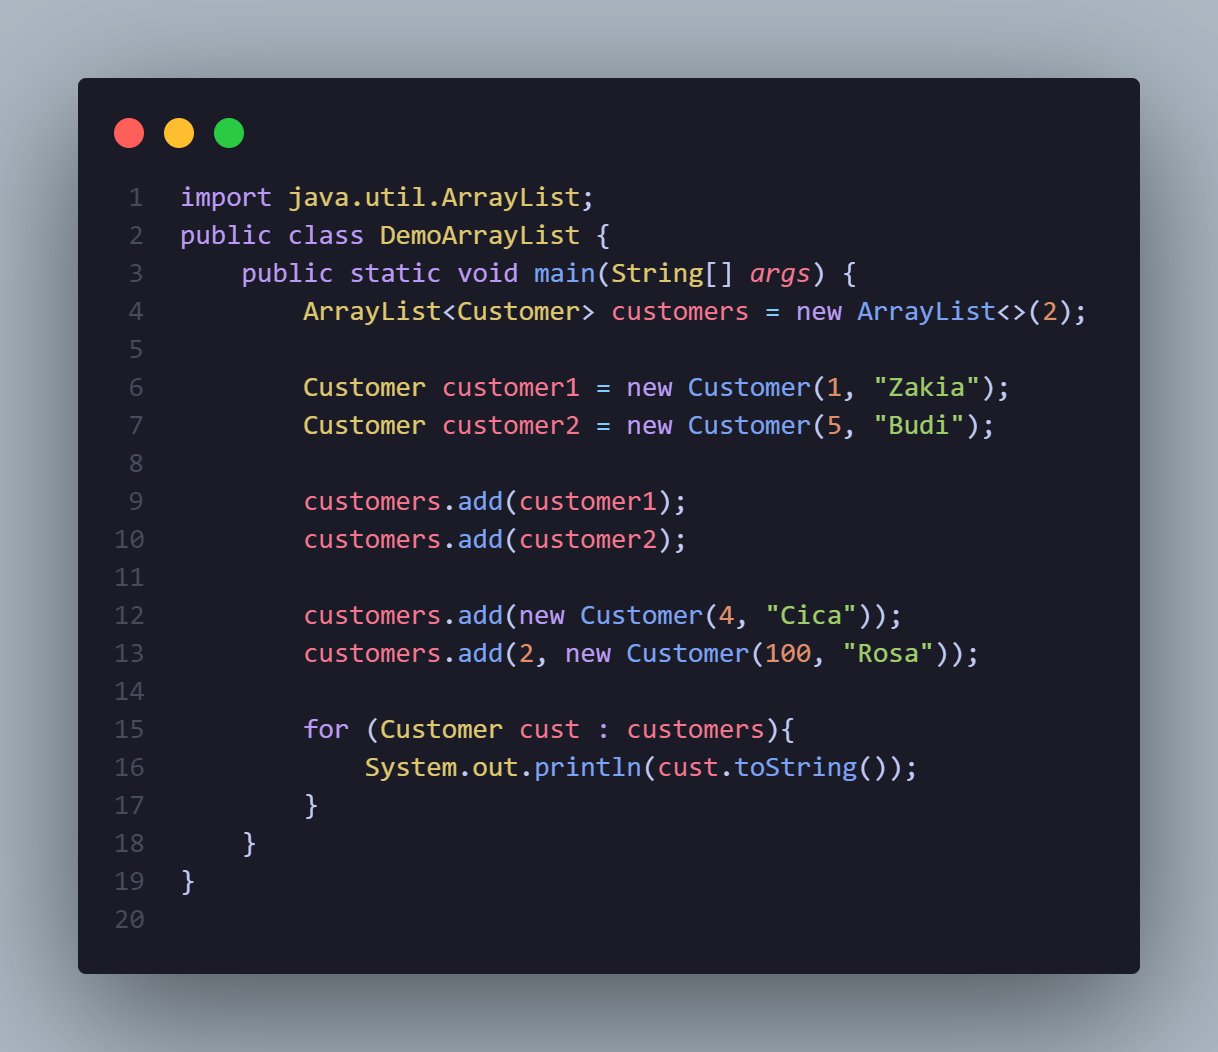 1 import java.util.ArrayList;
2 public class DemoArrayList {
3     public static void main(String[] args) {
4         ArrayList<Customer> customers = new ArrayList<>(2);
5
6         Customer customer1 = new Customer(1, "Zakia");
7         Customer customer2 = new Customer(5, "Budi");
8
9         customers.add(customer1);
10         customers.add(customer2);
11
12         customers.add(new Customer(4, "Cica"));
13         customers.add(2, new Customer(100, "Rosa"));
14
15         for (Customer cust : customers){
16             System.out.println(cust.toString());
17         }
18     }
19 }
20